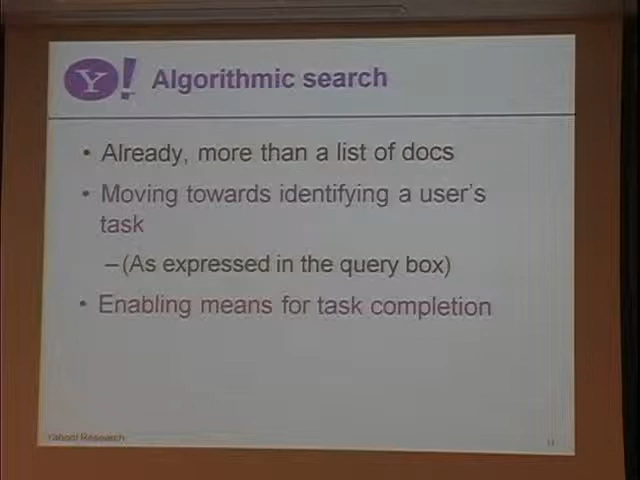 Y! Algorithmic search
• Already, more than a list of docs
• Moving towards identifying a user's
task
–(As expressed in the query box)
• Enabling means for task completion
Yahoo! Research